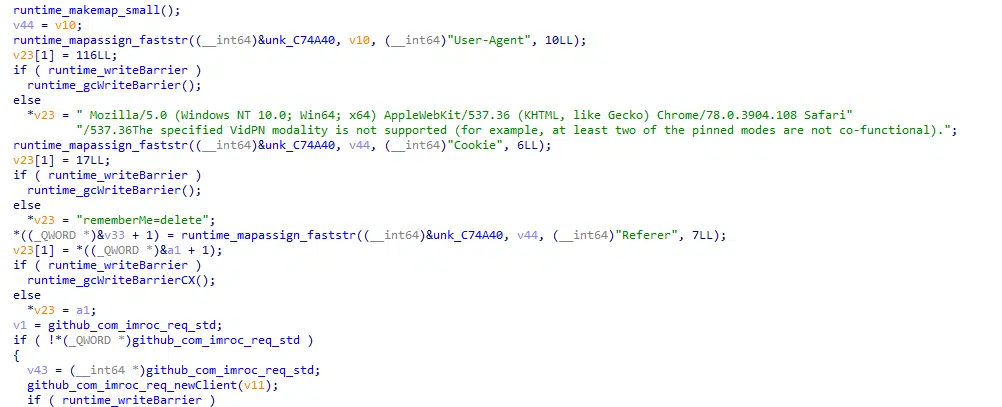 runtime_makemap_small();
v44 = v10;
runtime_mapassign_faststr((__int64)&unk_C74A40, v10, (__int64)"User-Agent", 10LL);
v23[1] = 116LL;
if ( runtime_writeBarrier )
runtime_gcWriteBarrier();
else
*v23 = " Mozilla/5.0 (Windows NT 10.0; Win64; x64) AppleWebKit/537.36 (KHTML, like Gecko) Chrome/78.0.3904.108 Safari"
"/537.36The specified VidPN modality is not supported (for example, at least two of the pinned modes are not co-functional).";
runtime_mapassign_faststr((__int64)&unk_C74A40, v44, (__int64)"Cookie", 6LL);
v23[1] = 17LL;
if ( runtime_writeBarrier )
runtime_gcWriteBarrier();
else
*v23 = "rememberMe=delete";
*((_QWORD *)&v33 + 1) = runtime_mapassign_faststr((__int64)&unk_C74A40, v44, (__int64)"Referer", 7LL);
v23[1] = *((_QWORD *)&a1 + 1);
if ( runtime_writeBarrier )
runtime_gcWriteBarrierCX();
else
*v23 = a1;
v1 = github_com_imroc_req_std;
if ( !*(_QWORD *)github_com_imroc_req_std )
{
v43 = (__int64 *)github_com_imroc_req_std;
github_com_imroc_req_newClient(v11);
if ( runtime_writeBarrier )